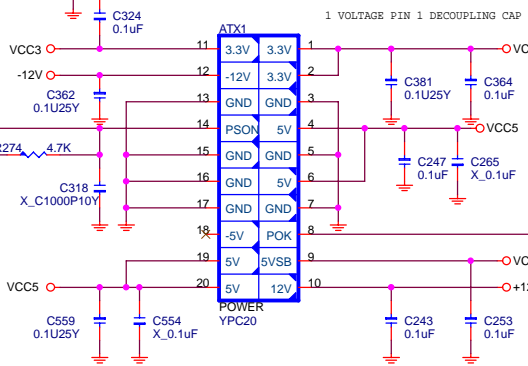 C324
0.1uF
1 VOLTAGE PIN 1 DECOUPLING CAP
ATX1
VCC3
11
3.3V
3.3V
1
-12V
12
-12V
3.3V
2
C362
0.1U25Y
C381
0.1U25Y
C364
0.1uF
13
GND
GND
3
14
PSON
5V
4
VCC5
R274
4.7K
15
GND
GND
5
C247
0.1uF
C265
X_0.1uF
16
GND
5V
6
C318
X_C1000P10Y
17
GND
GND
7
18
-5V
POK
8
19
5V
5VSB
9
VCC5
20
5V
12V
10
POWER
YPC20
C559
0.1U25Y
C554
X_0.1uF
C243
0.1uF
C253
0.1uF